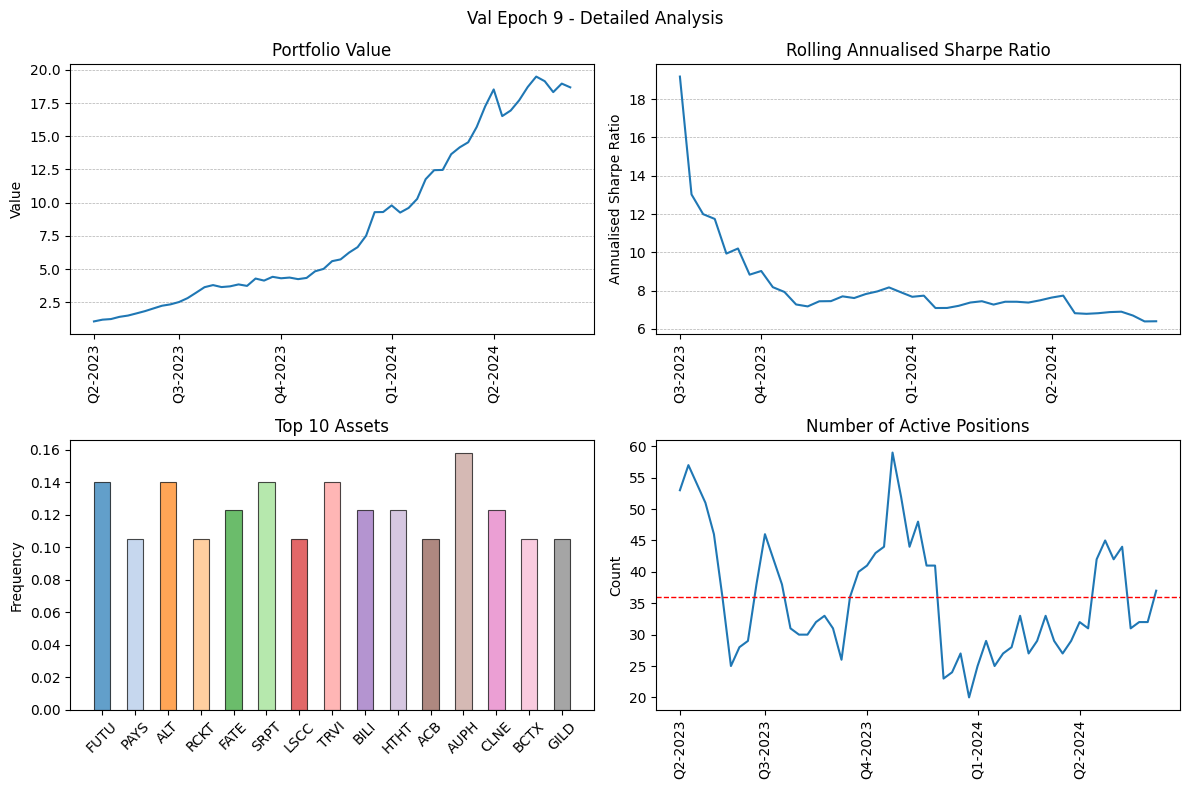 Val Epoch 9 - Detailed Analysis
Portfolio Value
Value
20.0
17.5
15.0
12.5
10.0
7.5
5.0
2.5
Q2-2023
Q3-2023
Q4-2023
Q1-2024
Q2-2024
Rolling Annualised Sharpe Ratio
Annualised Sharpe Ratio
18
16
14
12
10
8
6
Q3-2023
Q4-2023
Q1-2024
Q2-2024
Top 10 Assets
Frequency
0.16
0.14
0.12
0.10
0.08
0.06
0.04
0.02
0.00
FUTU
PAYS
ALT
RCKT
FATE
SRPT
LSCC
TRVI
BILI
HTHT
ACB
AUPH
CLNE
BCTX
GILD
Number of Active Positions
Count
60
55
50
45
40
35
30
25
20
Q2-2023
Q3-2023
Q4-2023
Q1-2024
Q2-2024